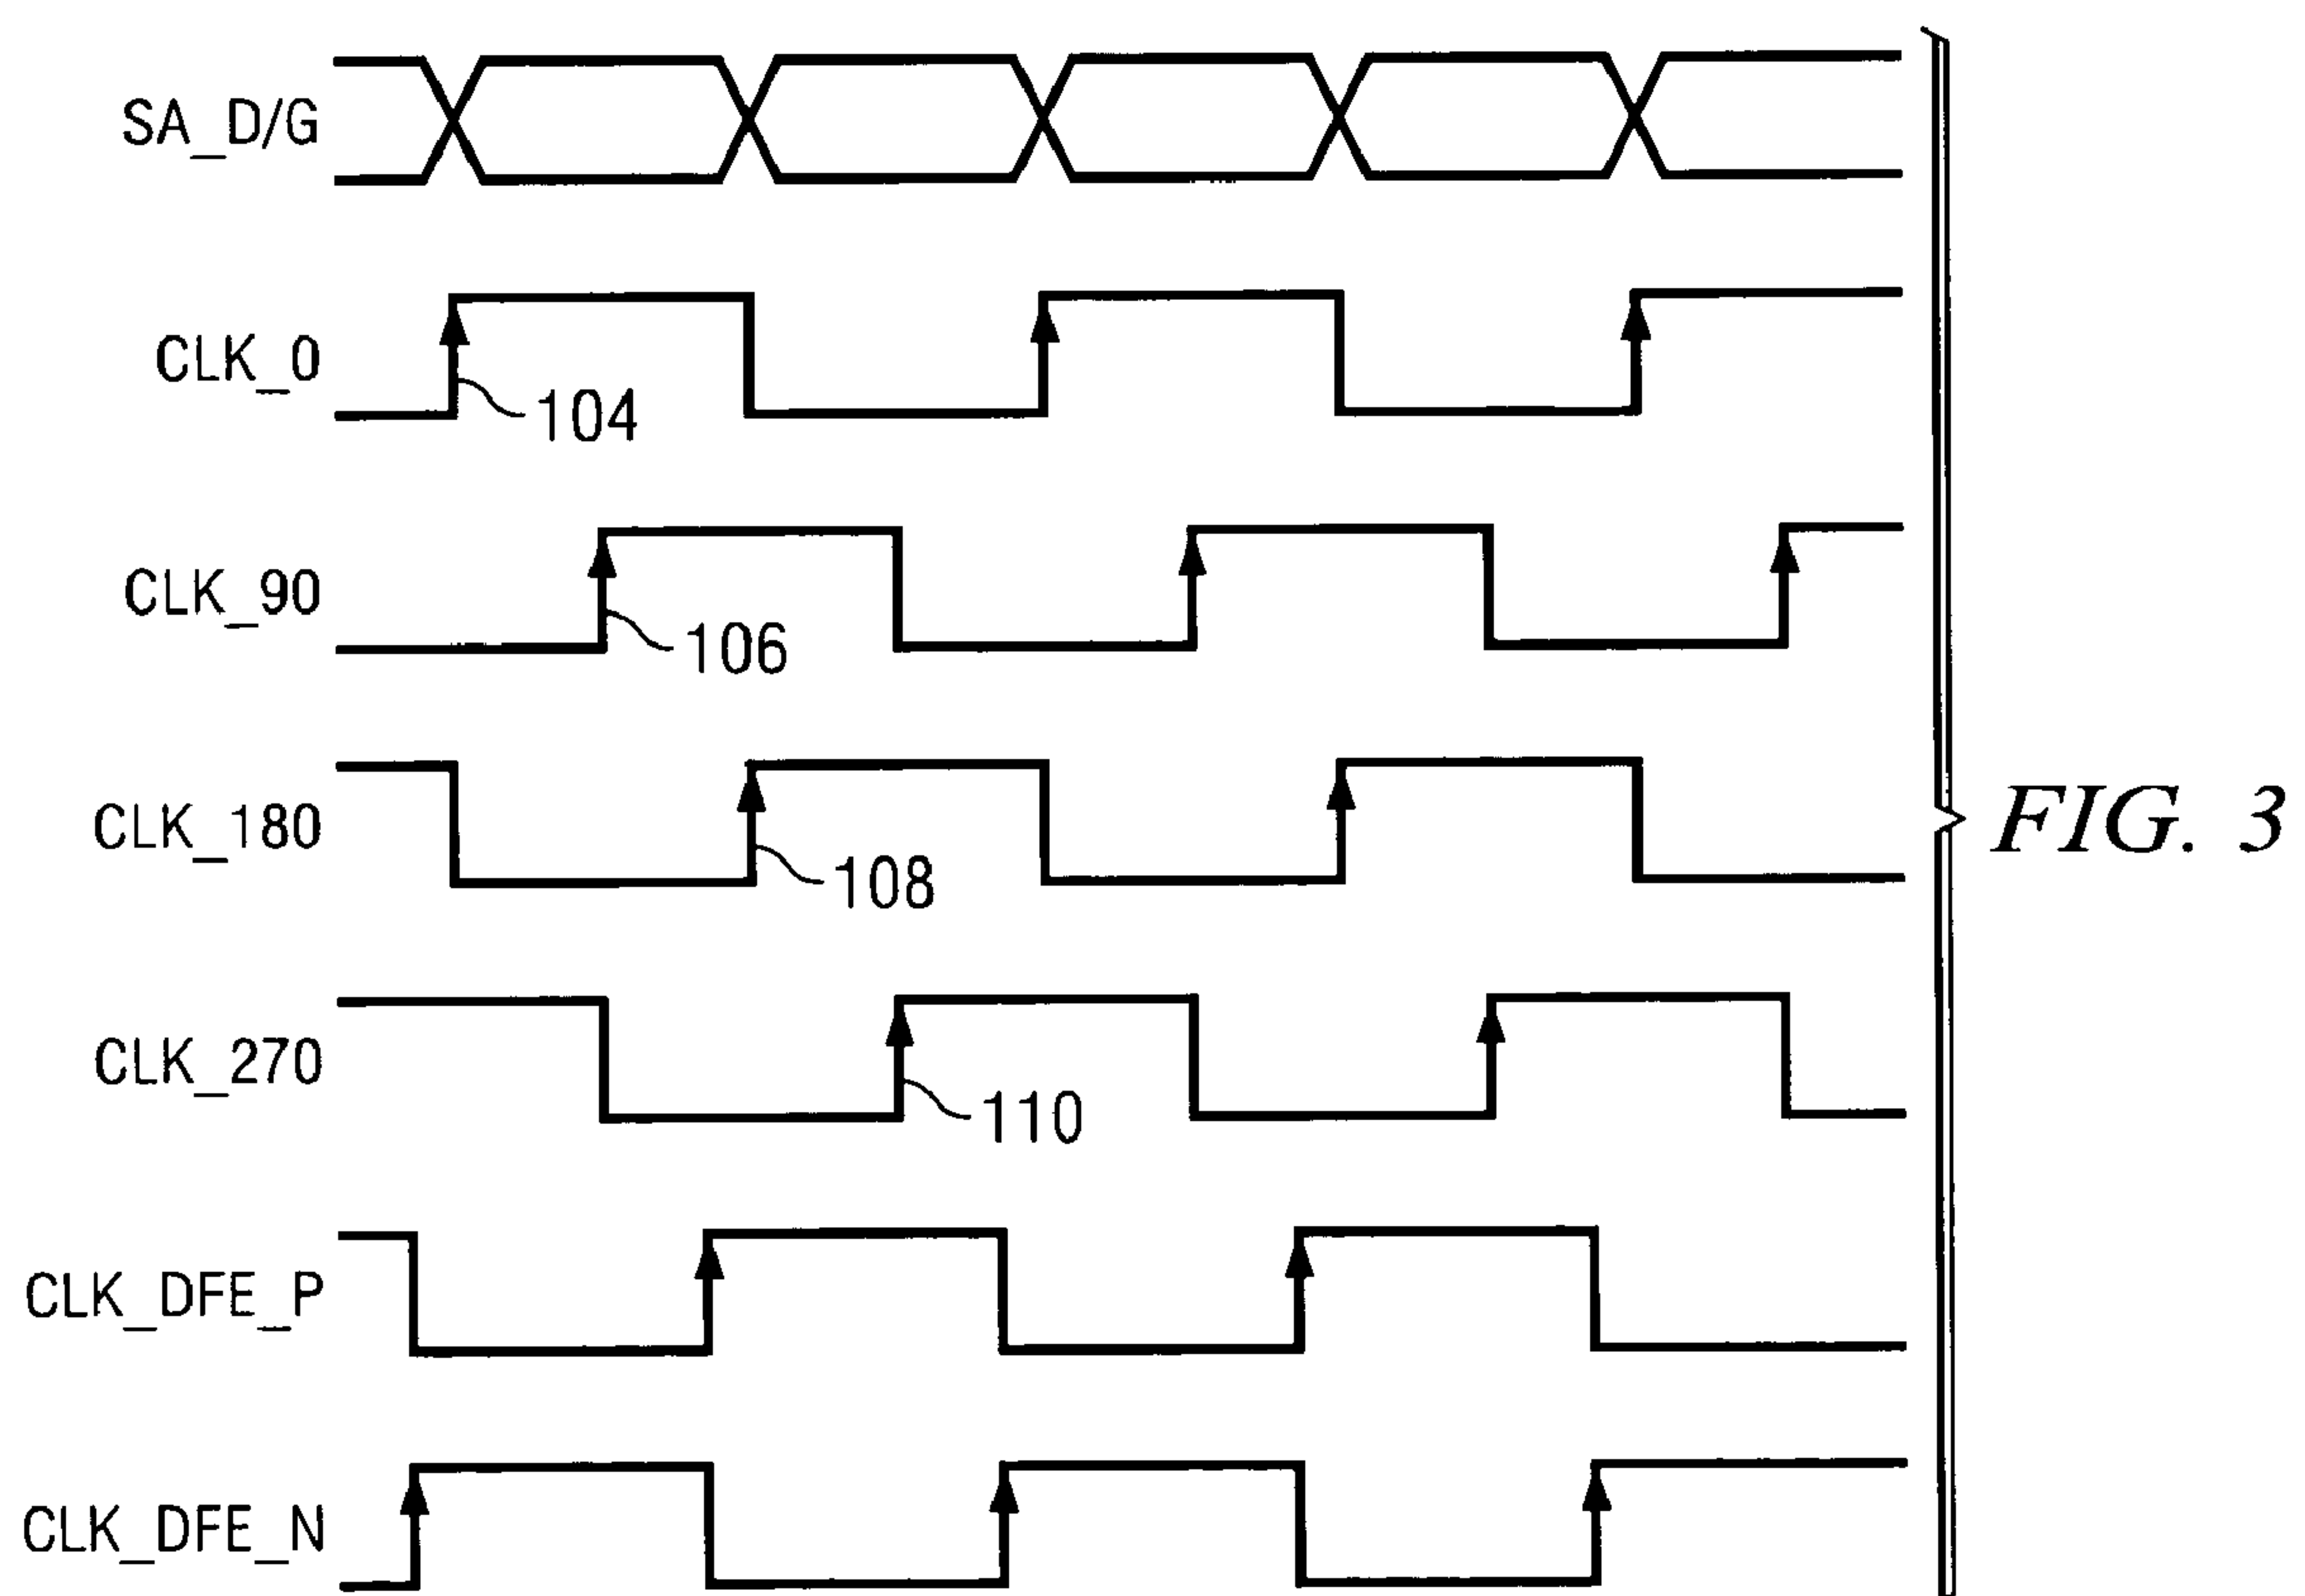 SA_D/G
CLK_0
104
CLK_90
106
CLK_180
108
FIG. 3
CLK_270
110
CLK_DFE_P
CLK_DFE_N